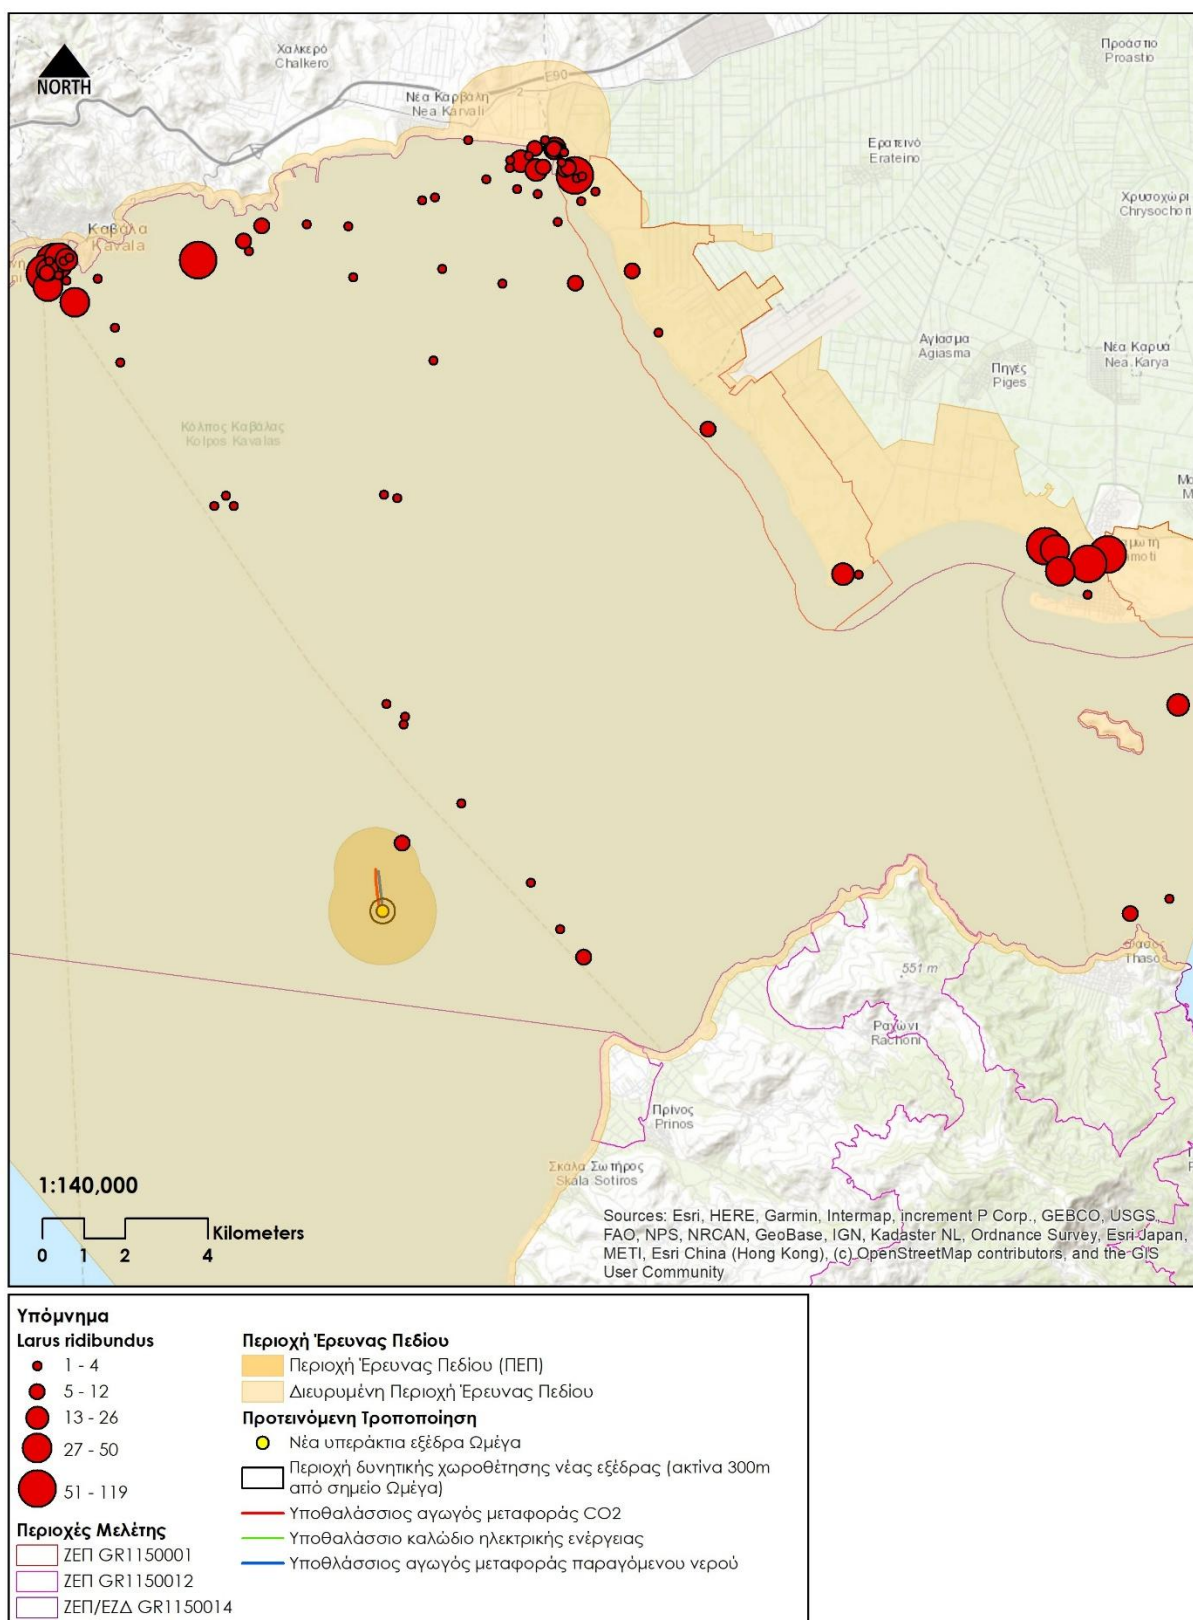 NORTH
Χαλκερό
Chalkero
E90
2
Νέα Καρβάλη
Nea Karvali
Προάστιο
Proastio
Ερατεινό
Erateino
Χρυσοχώρι
Chrysochori
Καβάλα
Kavala
2
Αγίασμα
Agiasma
Πηγές
Piges
Νέα Καρυά
Nea Karya
Κόλπος Καβάλας
Kolpos Kavalas
Thasos
551 m
Ραχώνι
Rachoni
Πρίνος
Prinos
Σκάλα Σωτήρος
Skala Sotiros
1:140,000
Kilometers
0 1 2 4
Sources: Esri, HERE, Garmin, Intermap, increment P Corp., GEBCO, USGS,
FAO, NPS, NRCAN, GeoBase, IGN, Kadaster NL, Ordnance Survey, Esri Japan,
METI, Esri China (Hong Kong), (c) OpenStreetMap contributors, and the GIS
User Community
Υπόμνημα
Larus ridibundus
1 - 4
5 - 12
13 - 26
27 - 50
51 - 119
Περιοχές Μελέτης
ΖΕΠ GR1150001
ΖΕΠ GR1150012
ΖΕΠ/ΕΖΔ GR1150014
Περιοχή Έρευνας Πεδίου
Περιοχή Έρευνας Πεδίου (ΠΕΠ)
Διευρυμένη Περιοχή Έρευνας Πεδίου
Προτεινόμενη Τροποποίηση
Νέα υπεράκτια εξέδρα Ωμέγα
Περιοχή δυνητικής χωροθέτησης νέας εξέδρας (ακτίνα 300m
από σημείο Ωμέγα)
Υποθαλάσσιος αγωγός μεταφοράς CO2
Υποθαλάσσιο καλώδιο ηλεκτρικής ενέργειας
Υποθλάσσιος αγωγός μεταφοράς παραγόμενου νερού